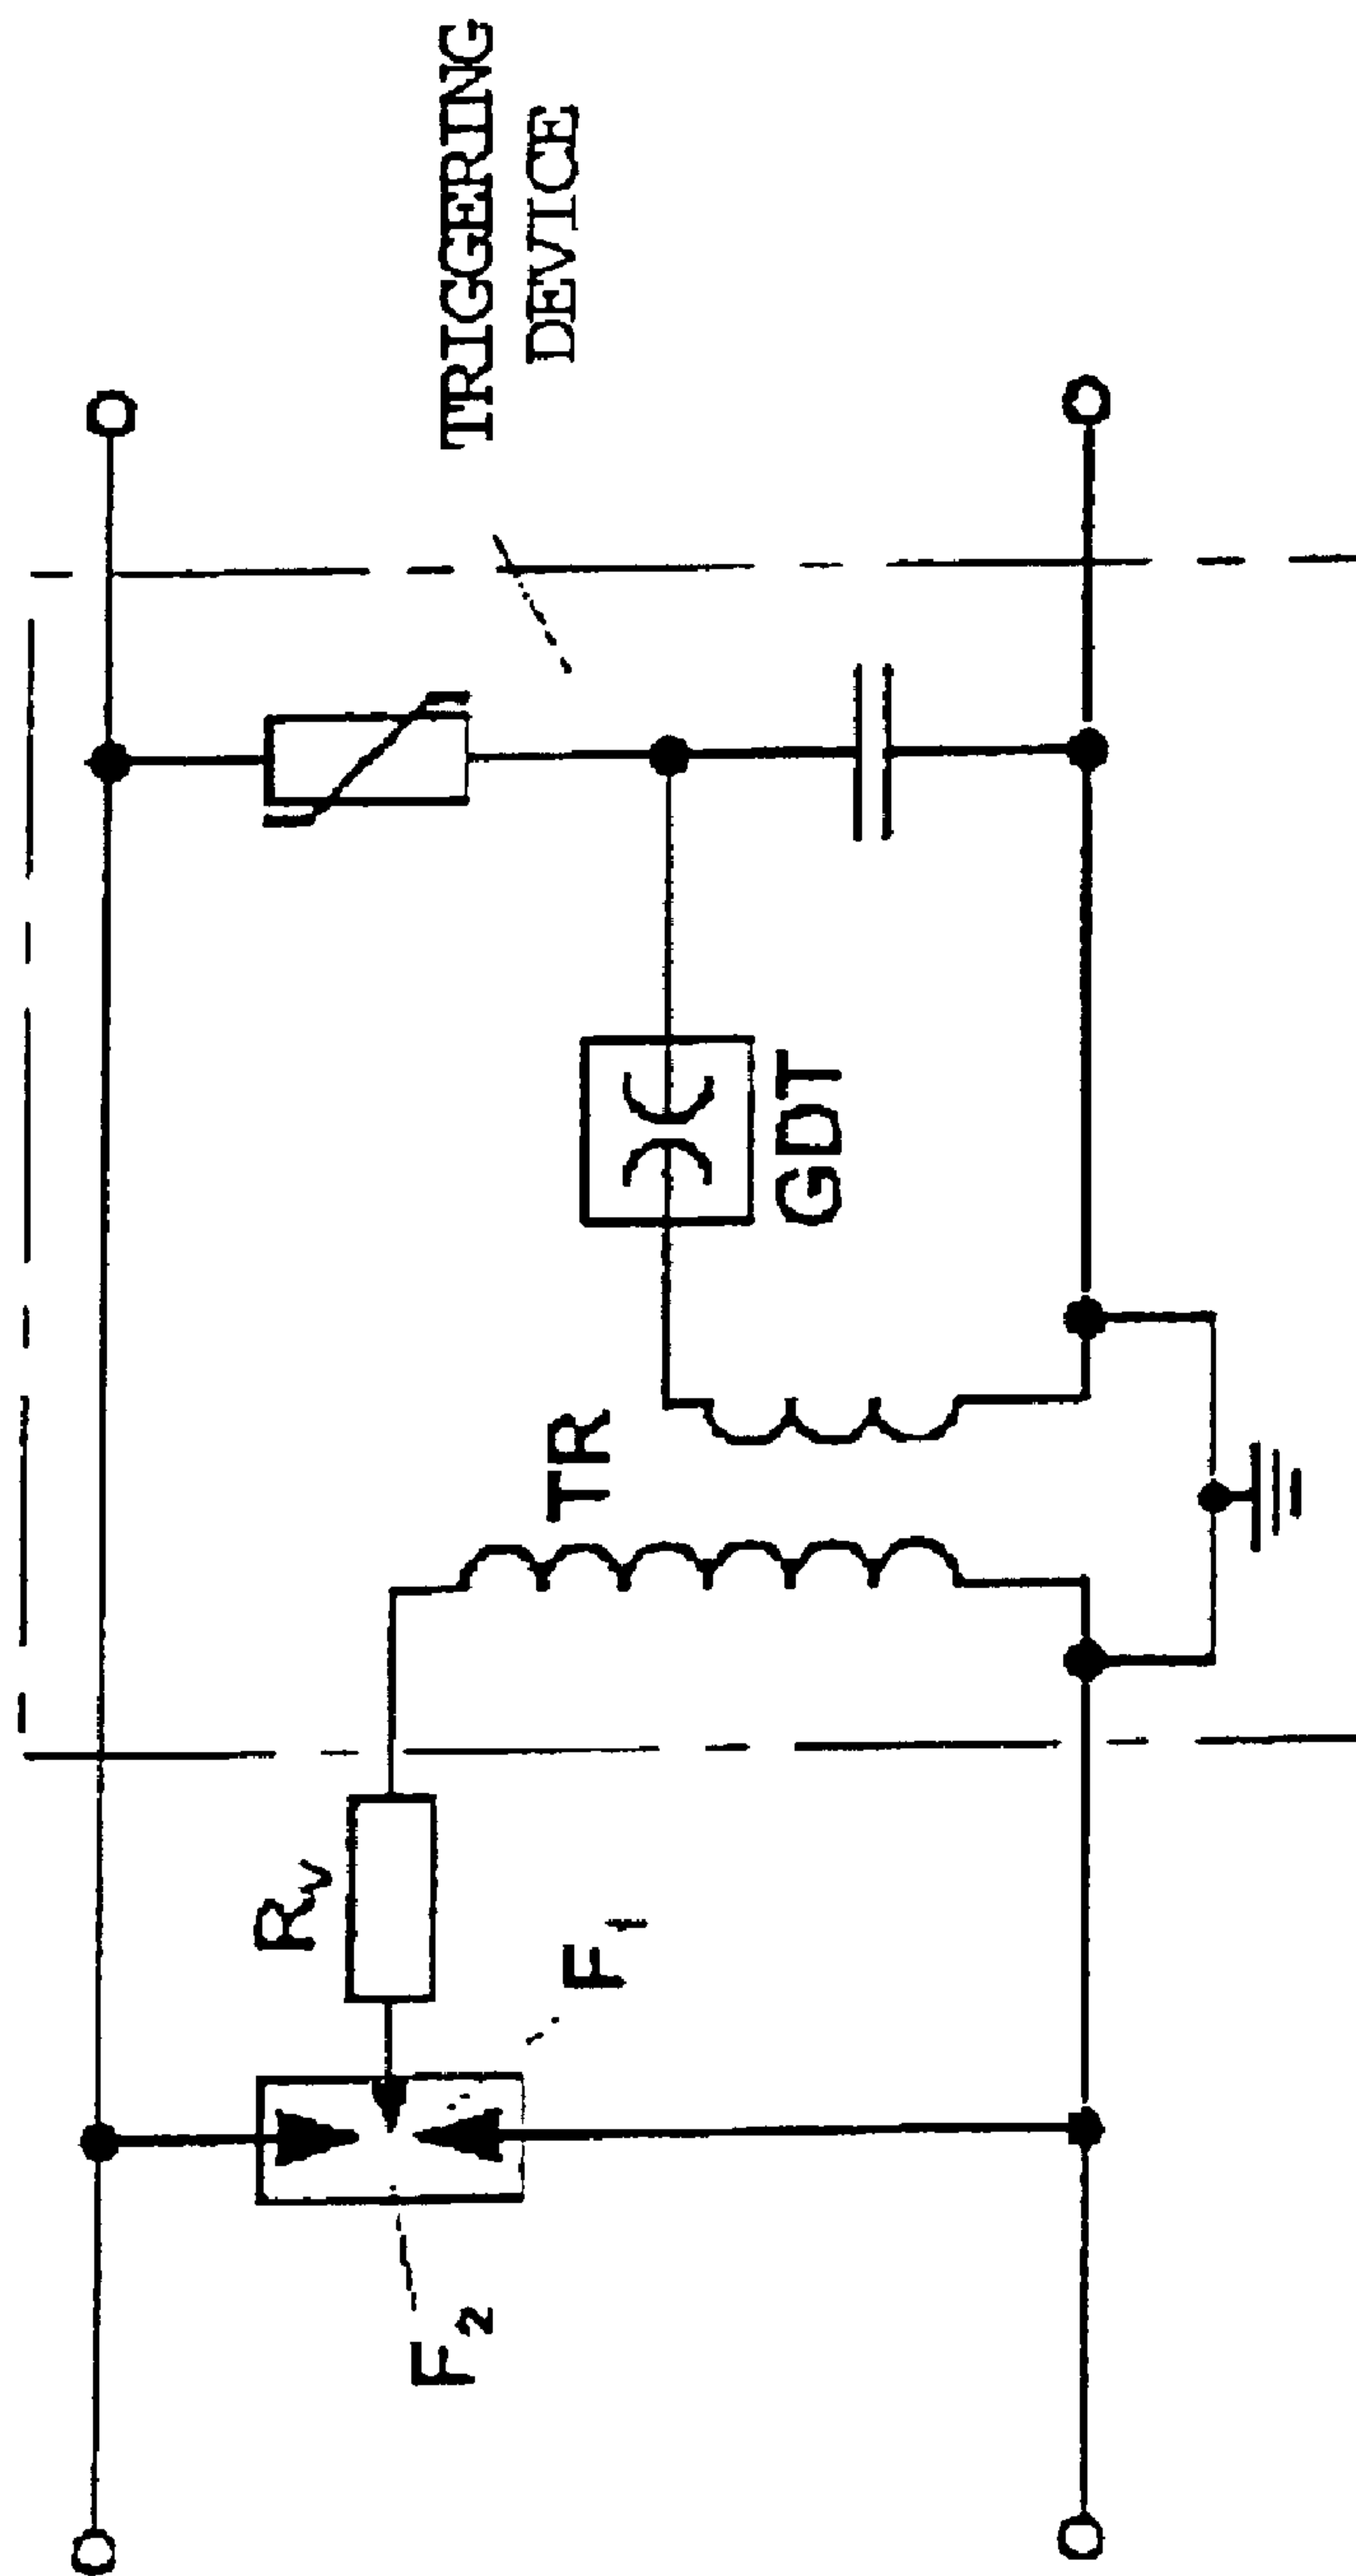 TRIGGERING
DEVICE
GDT
TR
Rv
F1
F2